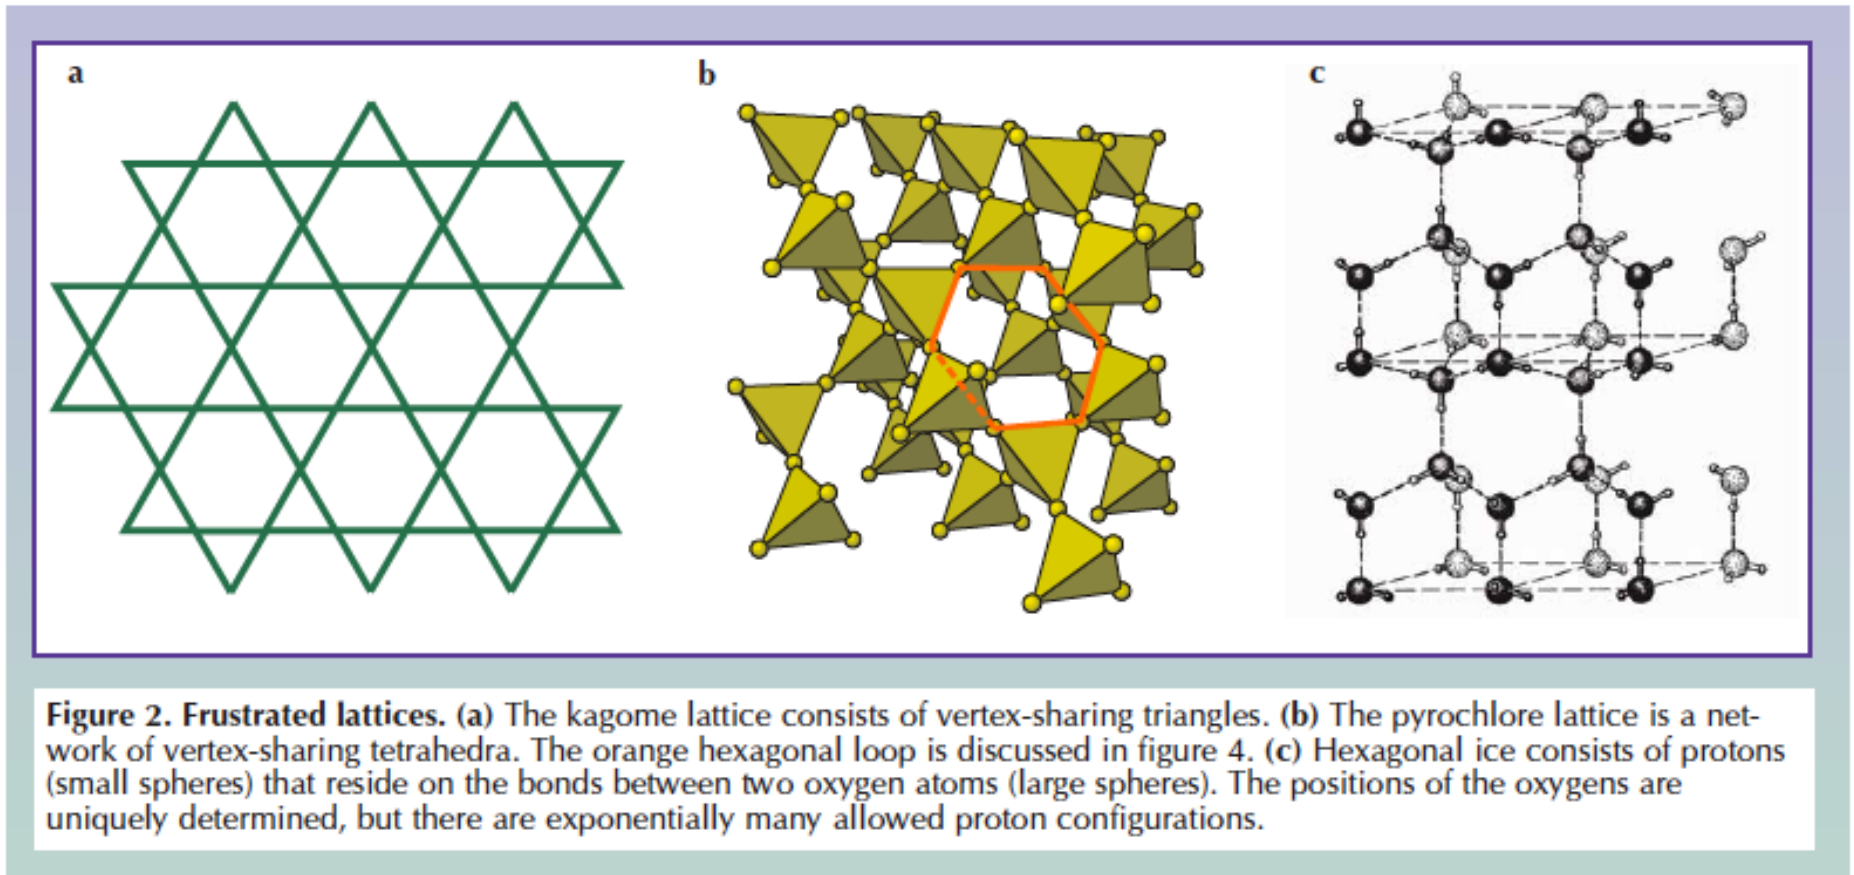 a
b
c
Figure 2. Frustrated lattices. (a) The kagome lattice consists of vertex-sharing triangles. (b) The pyrochlore lattice is a net-
work of vertex-sharing tetrahedra. The orange hexagonal loop is discussed in figure 4. (c) Hexagonal ice consists of protons
(small spheres) that reside on the bonds between two oxygen atoms (large spheres). The positions of the oxygens are
uniquely determined, but there are exponentially many allowed proton configurations.